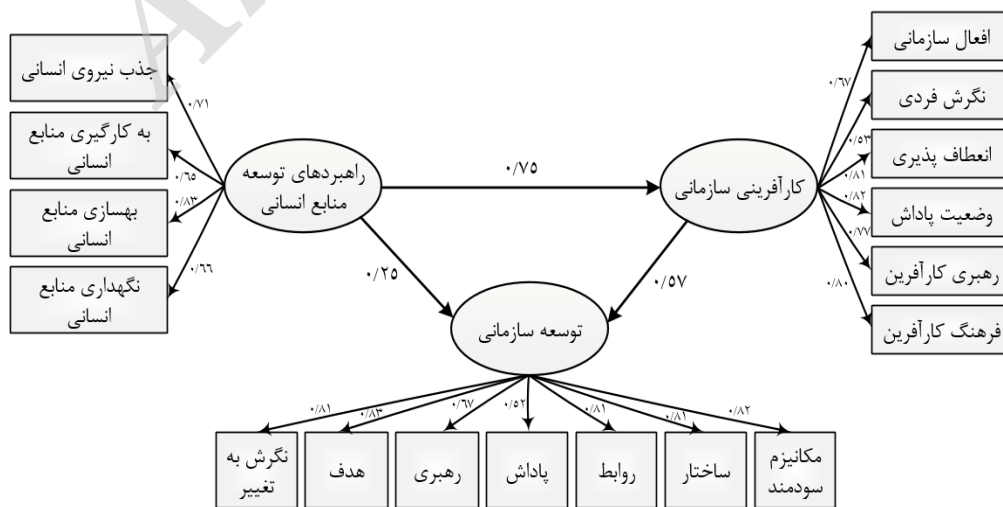 افعال سازمانی
نگرش فردی
انعطاف پذیری
وضعیت پاداش
رهبری کارآفرین
فرهنگ کارآفرین
۰/۶۷
۰/۵۳
۰/۸۱
۰/۸۲
۰/۷۷
۰/۸۰
کارآفرینی سازمانی
۰/۷۵
راهبردهای توسعه
منابع انسانی
جذب نیروی انسانی
به کارگیری منابع
انسانی
بهسازی منابع
انسانی
نگهداری منابع
انسانی
۰/۷۱
۰/۶۵
۰/۸۳
۰/۶۶
۰/۵۷
۰/۲۵
توسعه سازمانی
۰/۸۲
۰/۸۱
۰/۸۱
۰/۵۲
۰/۶۷
۰/۸۳
۰/۸۱
مکانیزم
سودمند
ساختار
روابط
پاداش
رهبری
هدف
نگرش به
تغییر